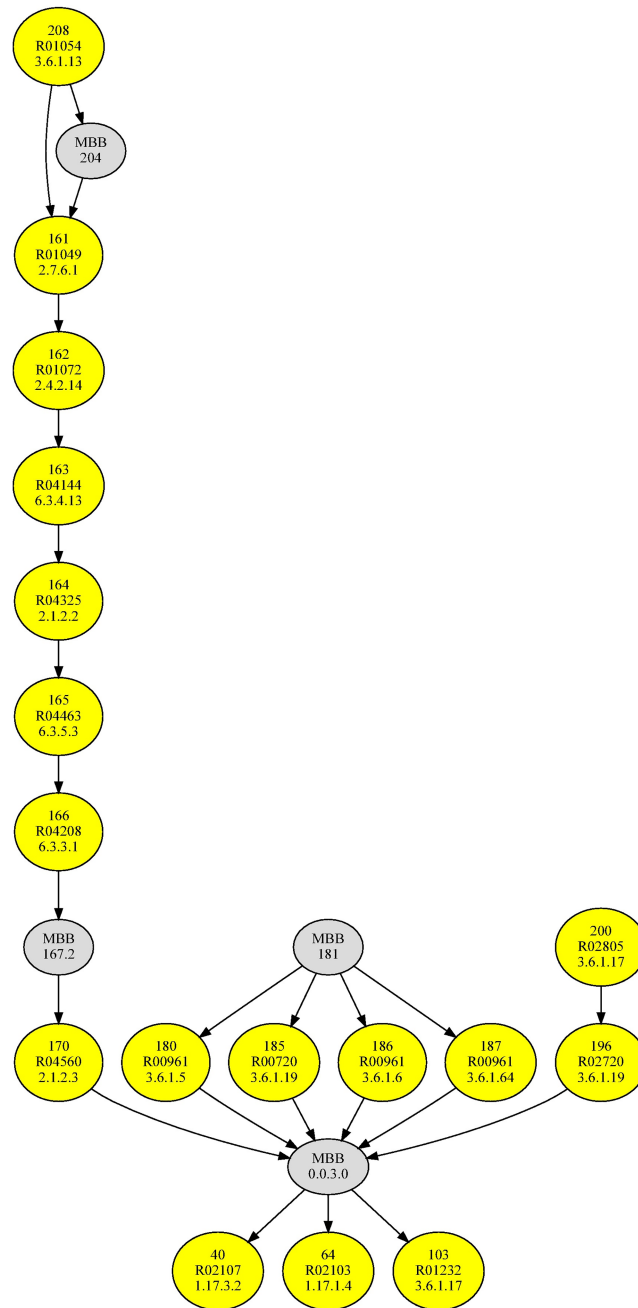 208
R01054
3.6.1.13
MBB
204
161
R01049
2.7.6.1
162
R01072
2.4.2.14
163
R04144
6.3.4.13
164
R04325
2.1.2.2
165
R04463
6.3.5.3
166
R04208
6.3.3.1
MBB
167.2
MBB
181
200
R02805
3.6.1.17
170
R04560
2.1.2.3
180
R00961
3.6.1.5
185
R00720
3.6.1.19
186
R00961
3.6.1.6
187
R00961
3.6.1.64
196
R02720
3.6.1.19
MBB
0.0.3.0
40
R02107
1.17.3.2
64
R02103
1.17.1.4
103
R01232
3.6.1.17